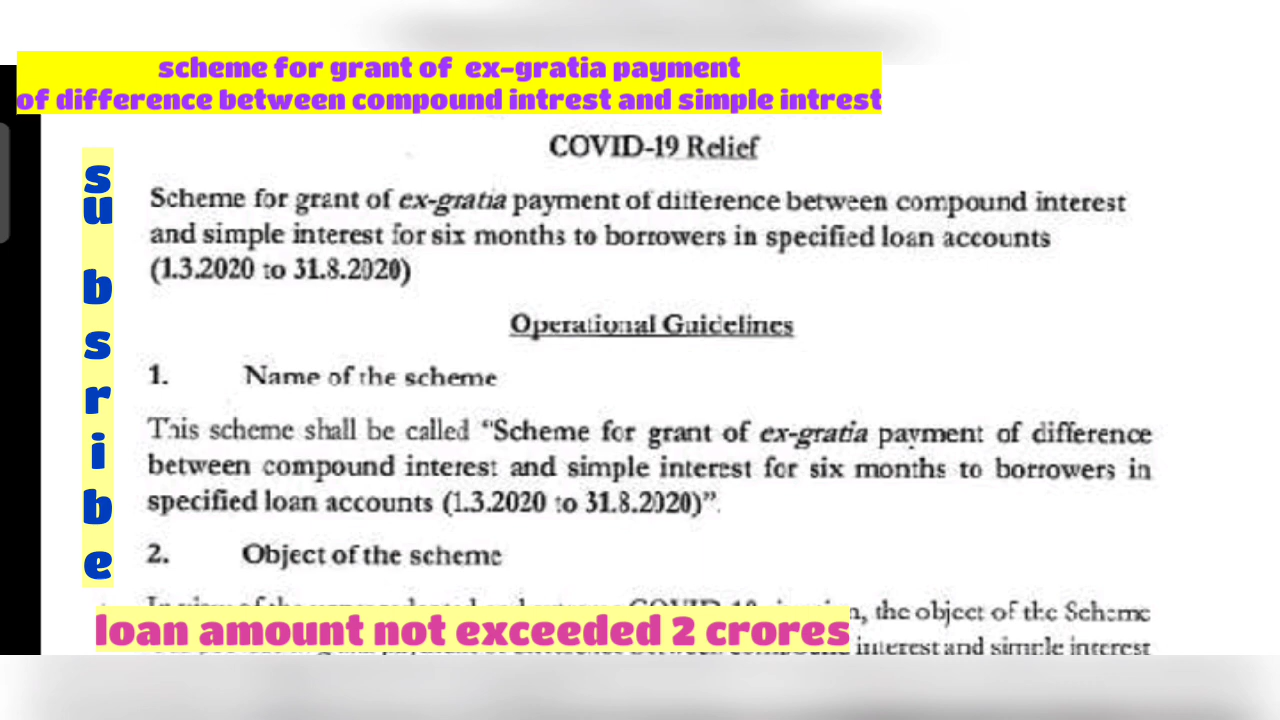 scheme for grant of ex-gratia payment
of difference between compound intrest and simple intrest
COVID-19 Relief
Scheme for grant of ex-gratia payment of difference between compound interest
and simple interest for six months to borrowers in specified loan accounts
(1.3.2020 to 31.8.2020)
Operational Guidelines
1. Name of the scheme
This scheme shall be called “Scheme for grant of ex-gratia payment of difference
between compound interest and simple interest for six months to borrowers in
specified loan accounts (1.3.2020 to 31.8.2020)”.
2. Object of the scheme
COVID-19 the object of the Scheme
interest and simple interest
su bsribe
loan amount not exceeded 2 crores